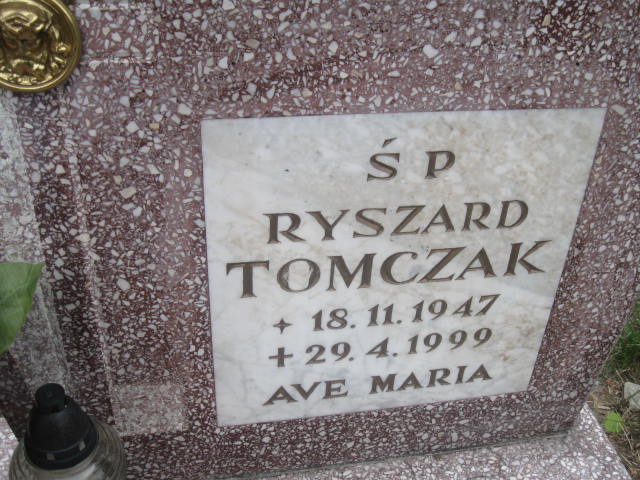 Ś P
RYSZARD
TOMCZAK
✦ 18.11.1947
+ 29.4.1999
AVE MARIA